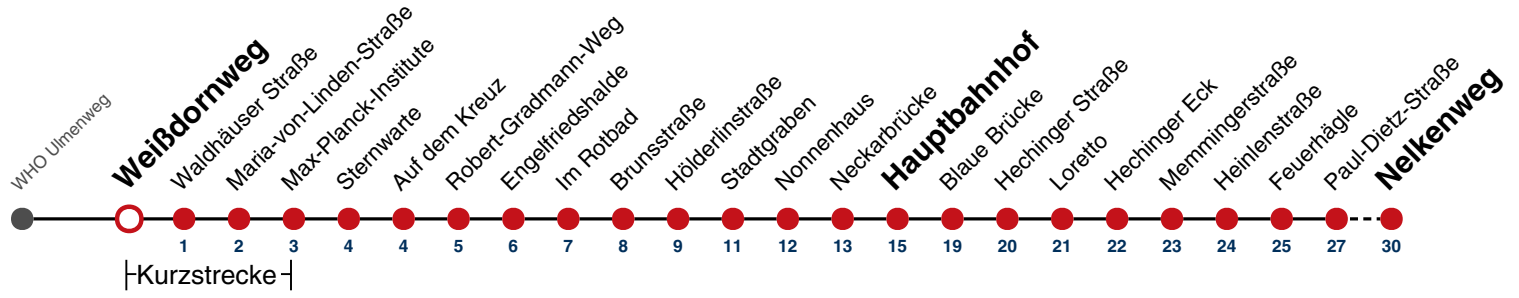 WHO Ulmenweg
Weißdornweg
Waldhäuser Straße
Maria-von-Linden-Straße
Max-Planck-Institute
Sternwarte
Auf dem Kreuz
Robert-Gradmann-Weg
Engelfriedshalde
Im Rotbad
Brunsstraße
Hölderlinstraße
Stadtgraben
Nonnenhaus
Neckarbrücke
Hauptbahnhof
Blaue Brücke
Hechinger Straße
Loretto
Hechinger Eck
Memmingerstraße
Heinlenstraße
Feuerhägle
Paul-Dietz-Straße
Nelkenweg
1 2 3 4 4 5 6 7 8 9 11 12 13 15 19 20 21 22 23 24 25 27 30
Kurzstrecke